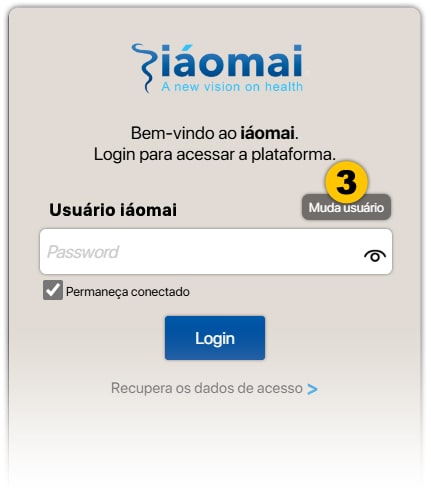 iáomai
A new vision on health
Bem-vindo ao iáomai.
Login para acessar a plataforma.
3
Usuário iáomai
Muda usuário
Password
Permaneça conectado
Login
Recupera os dados de acesso >